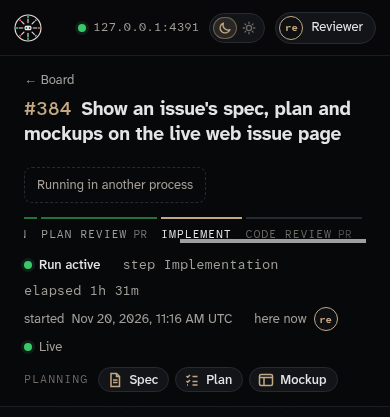 127.0.0.1:4391 re Reviewer
← Board
#384 Show an issue's spec, plan and
mockups on the live web issue page
Running in another process
PLAN REVIEW PR IMPLEMENT CODE REVIEW PR
Run active step Implementation
elapsed 1h 31m
started Nov 20, 2026, 11:16 AM UTC here now re
Live
PLANNING Spec Plan Mockup